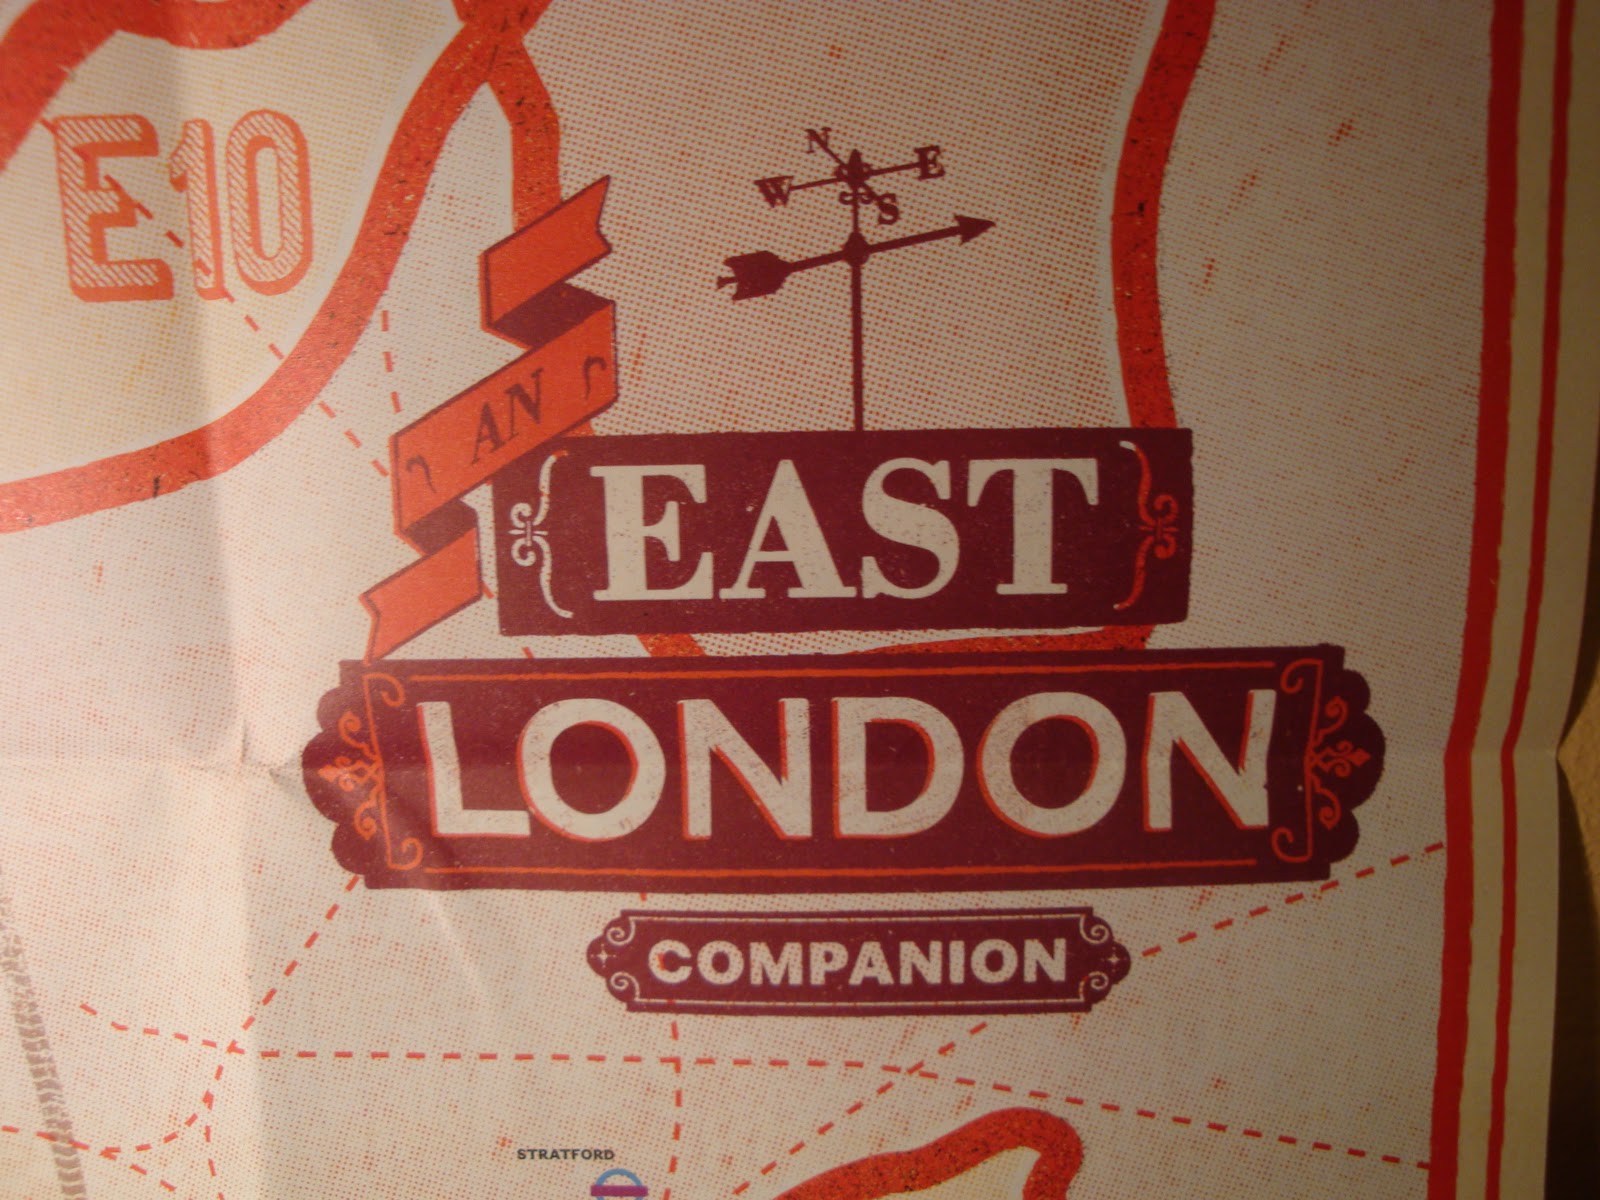 E10
N
W E
S
AN
EAST
LONDON
COMPANION
STRATFORD